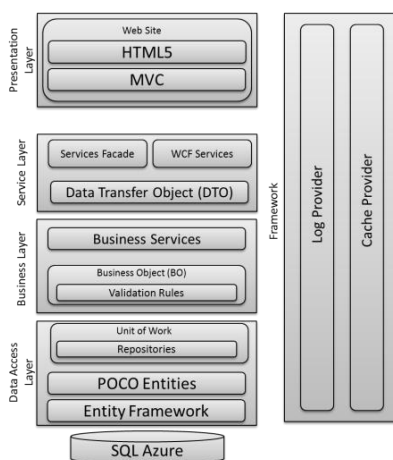 Presentation
Layer
Web Site
HTML5
MVC
Service Layer
Services Facade
WCF Services
Data Transfer Object (DTO)
Business Layer
Business Services
Business Object (BO)
Validation Rules
Data Access
Layer
Unit of Work
Repositories
POCO Entities
Entity Framework
SQL Azure
Framework
Log Provider
Cache Provider